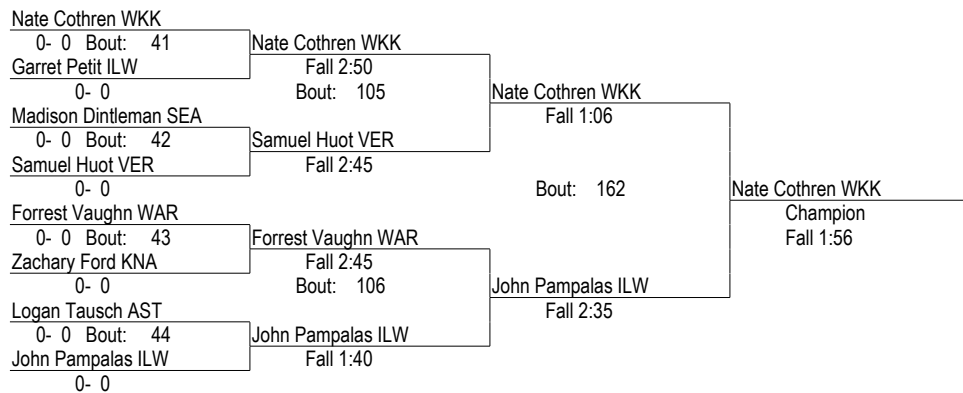 Nate Cothren WKK
0- 0 Bout: 41
Nate Cothren WKK
Garret Petit ILW
Fall 2:50
0- 0
Bout: 105
Nate Cothren WKK
Madison Dintleman SEA
Fall 1:06
0- 0 Bout: 42
Samuel Huot VER
Samuel Huot VER
Fall 2:45
0- 0
Bout: 162
Nate Cothren WKK
Forrest Vaughn WAR
Champion
0- 0 Bout: 43
Forrest Vaughn WAR
Fall 1:56
Zachary Ford KNA
Fall 2:45
0- 0
Bout: 106
John Pampalas ILW
Logan Tausch AST
Fall 2:35
0- 0 Bout: 44
John Pampalas ILW
John Pampalas ILW
Fall 1:40
0- 0